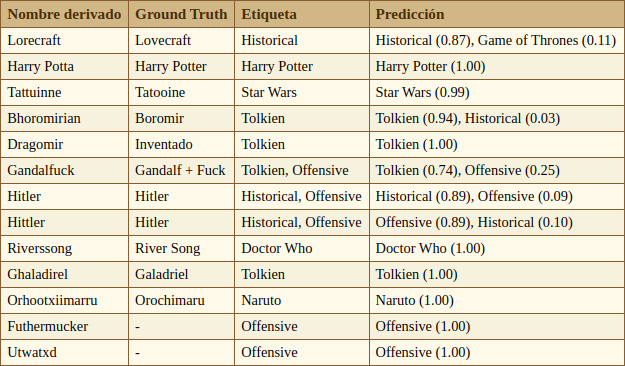 Nombre derivado Ground Truth Etiqueta Predicción
Lorecraft Lovecraft Historical Historical (0.87), Game of Thrones (0.11)
Harry Potta Harry Potter Harry Potter Harry Potter (1.00)
Tattuinne Tatooine Star Wars Star Wars (0.99)
Bhoromirian Boromir Tolkien Tolkien (0.94), Historical (0.03)
Dragomir Inventado Tolkien Tolkien (1.00)
Gandalfuck Gandalf + Fuck Tolkien, Offensive Tolkien (0.74), Offensive (0.25)
Hitler Hitler Historical, Offensive Historical (0.89), Offensive (0.09)
Hittler Hitler Historical, Offensive Offensive (0.89), Historical (0.10)
Riverssong River Song Doctor Who Doctor Who (1.00)
Ghaladirel Galadriel Tolkien Tolkien (1.00)
Orhootxiimarru Orochimaru Naruto Naruto (1.00)
Futhermucker - Offensive Offensive (1.00)
Utwatxd - Offensive Offensive (1.00)